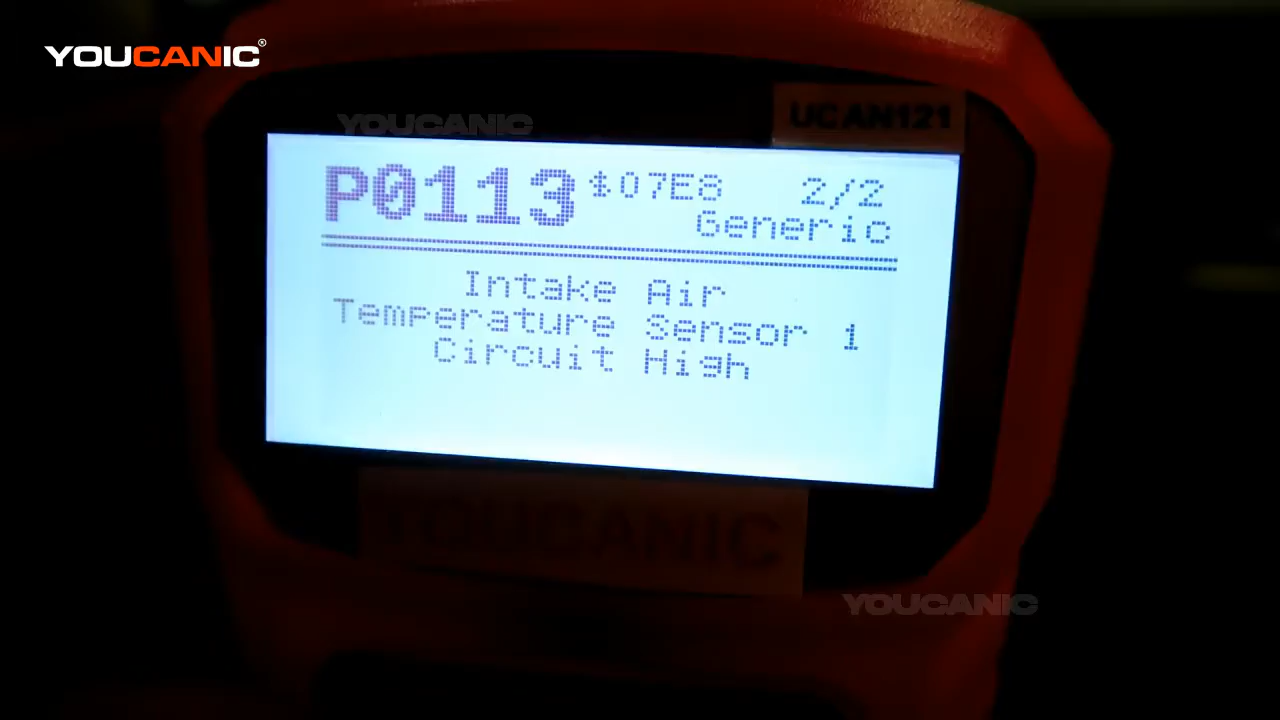 YOUCANIC®
YOUCANIC
UCAN121
P0113 $07E8 2/2
Generic
Intake Air
Temperature Sensor 1
Circuit High
YOUCANIC
YOUCANIC